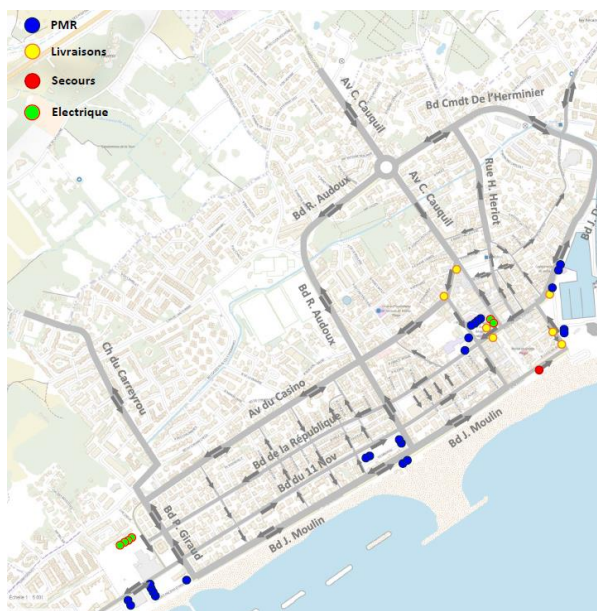 PMR
Livraisons
Secours
Electrique
Av C. Cauquil
Bd Cmdt De l'Herminier
Bd R. Audoux
Av C. Cauquil
Rue H. Heriot
Bd J. D
Bd R. Audoux
Ch du Carreyrou
Av du Casino
Bd de la République
Bd du 11 Nov
Bd J. Moulin
Bd P. Giraud
Bd J. Moulin